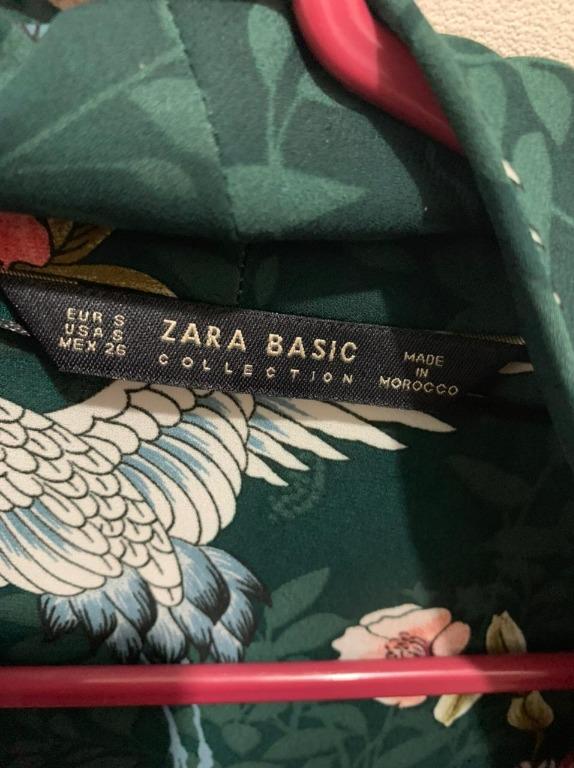 EUR S
USA S
MEX 26
ZARA BASIC
COLLECTION
MADE
IN
MOROCCO